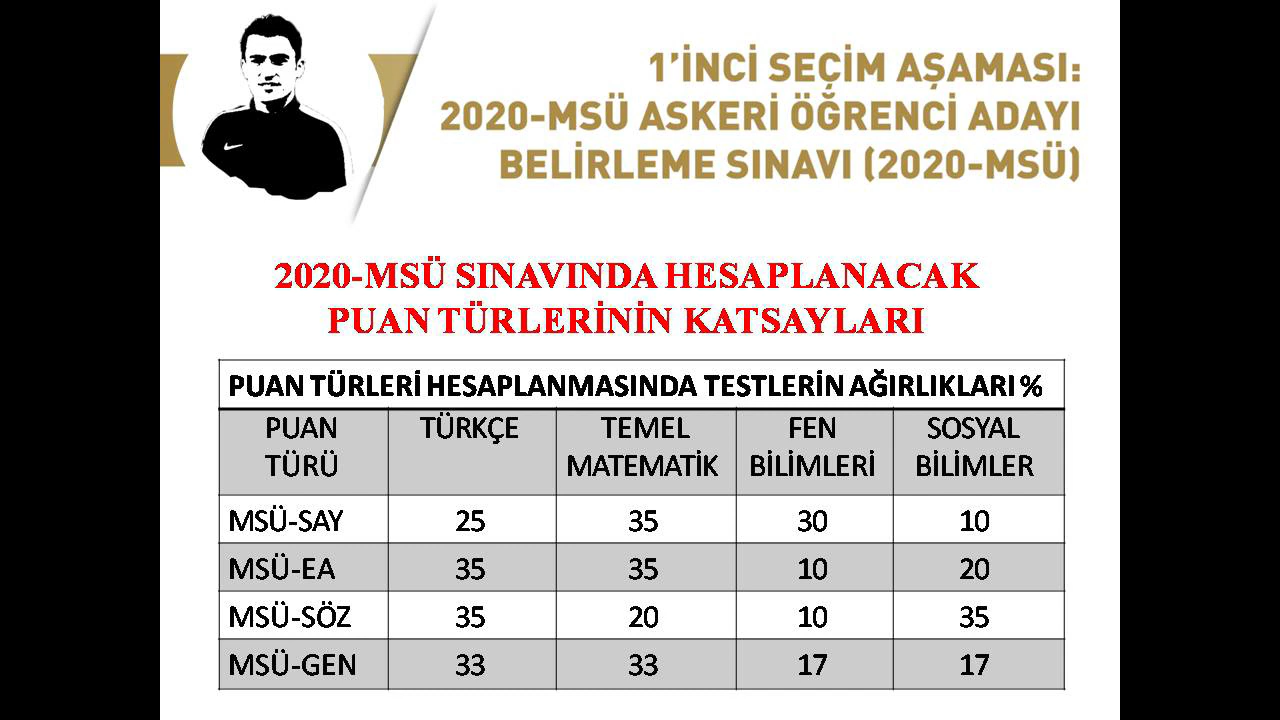 1'İNCİ SEÇİM AŞAMASI:
2020-MSÜ ASKERİ ÖĞRENCİ ADAYI
BELİRLEME SINAVI (2020-MSÜ)
2020-MSÜ SINAVINDA HESAPLANACAK
PUAN TÜRLERİNİN KATSAYLARI
PUAN TÜRLERİ HESAPLANMASINDA TESTLERİN AĞIRLIKLARI %
PUAN TÜRÜ TÜRKÇE TEMEL MATEMATİK FEN BİLİMLERİ SOSYAL BİLİMLER
MSÜ-SAY 25 35 30 10
MSÜ-EA 35 35 10 20
MSÜ-SÖZ 35 20 10 35
MSÜ-GEN 33 33 17 17